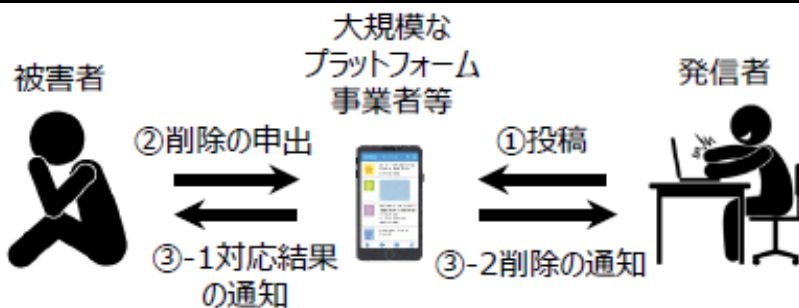 大規模な
プラットフォーム
事業者等
被害者
発信者
②削除の申出
①投稿
③-1対応結果
の通知
③-2削除の通知